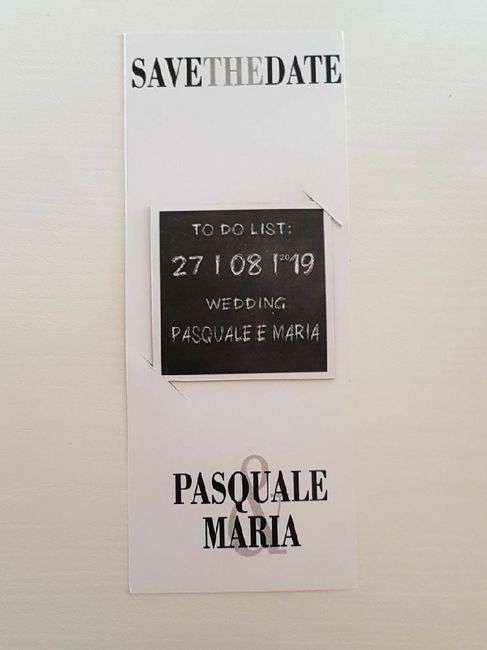 SAVETHEDATE
TO DO LIST:
27 | 08 | 2019
WEDDING
PASQUALE E MARIA
PASQUALE
&
MARIA